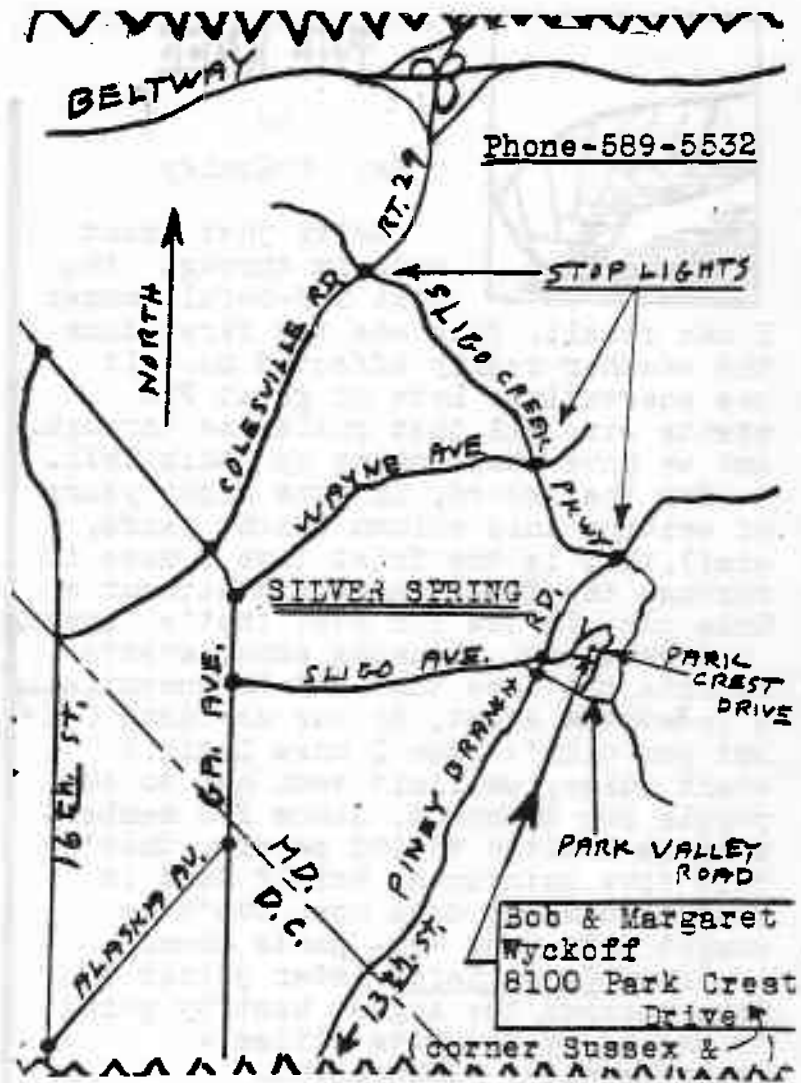 BELTWAY
Phone-589-5532
RT. 29
NORTH
STOP LIGHTS
COLESVILLE RD
SLIGO CREEK PKWY
WAYNE AVE
SILVER SPRING
SLIGO AVE.
PINEY BRANCH RD.
PARK
CREST
DRIVE
16th. ST.
GA. AVE.
MD.
D.C.
ALASKA AV.
13th. ST.
PARK VALLEY
ROAD
Bob & Margaret
Wyckoff
8100 Park Crest
Drive
(corner Sussex & )